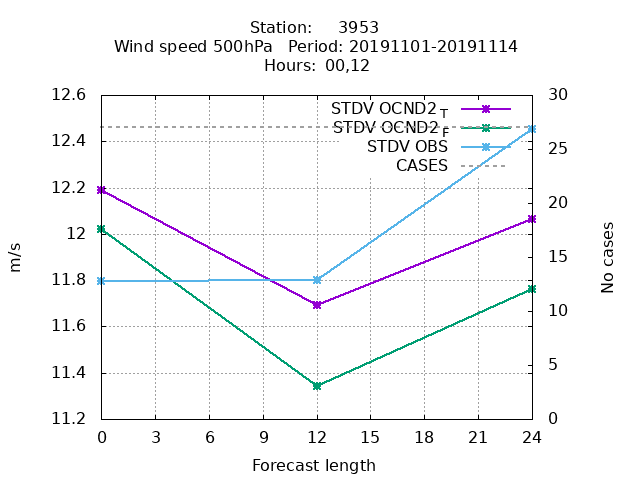 Station: 3953
Wind speed 500hPa Period: 20191101-20191114
Hours: 00,12
12.6
12.4
12.2
12
11.8
11.6
11.4
11.2
30
25
20
15
10
5
0
STDV OCND2_T
STDV OCND2_F
STDV OBS
CASES
m/s
No cases
0 3 6 9 12 15 18 21 24
Forecast length